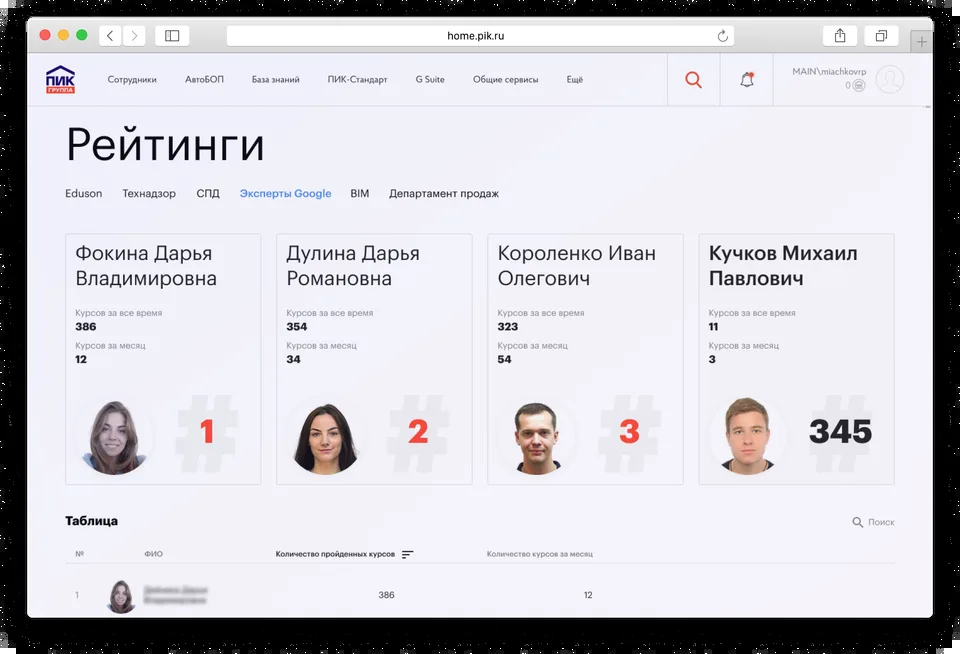 home.pik.ru
ПИК
ГРУППА
Сотрудники АвтоБОП База знаний ПИК-Стандарт G Suite Общие сервисы Ещё
MAIN\miachkovrp
0
Рейтинги
Eduson Технадзор СПД Эксперты Google BIM Департамент продаж
Фокина Дарья
Владимировна
Курсов за все время
386
Курсов за месяц
12
# 1
Дулина Дарья
Романовна
Курсов за все время
354
Курсов за месяц
34
# 2
Короленко Иван
Олегович
Курсов за все время
323
Курсов за месяц
54
# 3
Кучков Михаил
Павлович
Курсов за все время
11
Курсов за месяц
3
# 345
Таблица
Поиск
№ ФИО Количество пройденных курсов Количество курсов за месяц
1 386 12